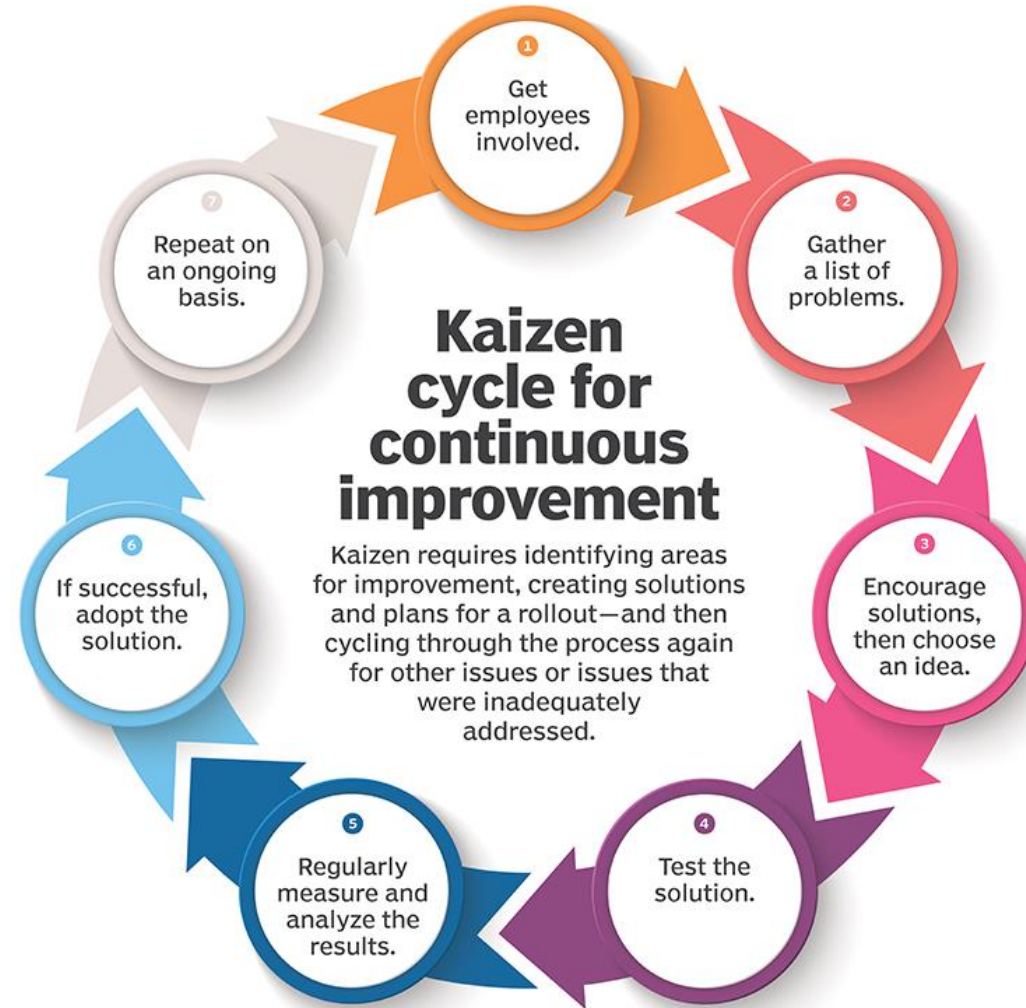 Kaizen
cycle for
continuous
improvement
Kaizen requires identifying areas
for improvement, creating solutions
and plans for a rollout—and then
cycling through the process again
for other issues or issues that
were inadequately
addressed.
1
Get
employees
involved.
2
Gather
a list of
problems.
3
Encourage
solutions,
then choose
an idea.
4
Test the
solution.
5
Regularly
measure and
analyze the
results.
6
If successful,
adopt the
solution.
7
Repeat on
an ongoing
basis.